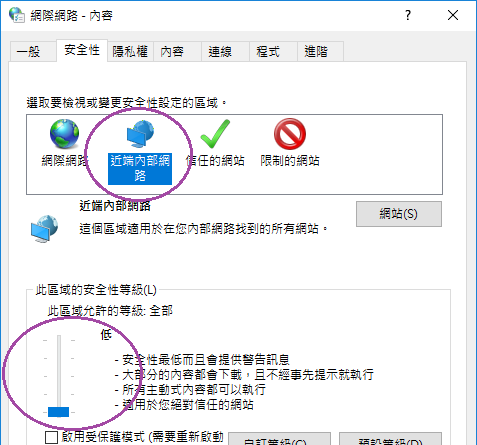 網際網路 - 內容
一般 安全性 隱私權 內容 連線 程式 進階
選取要檢視或變更安全性設定的區域。
網際網路 近端內部網路 信任的網站 限制的網站
近端內部網路
這個區域適用於在您內部網路找到的所有網站。
網站(S)
此區域的安全性等級(L)
此區域允許的等級: 全部
低
- 安全性最低而且會提供警告訊息
- 大部分的內容都會下載，且不經事先提示就執行
- 所有主動式內容都可以執行
- 適用於您絕對信任的網站
啟用受保護模式 (需要重新啟動
自訂等級(C)... 預設等級(D)